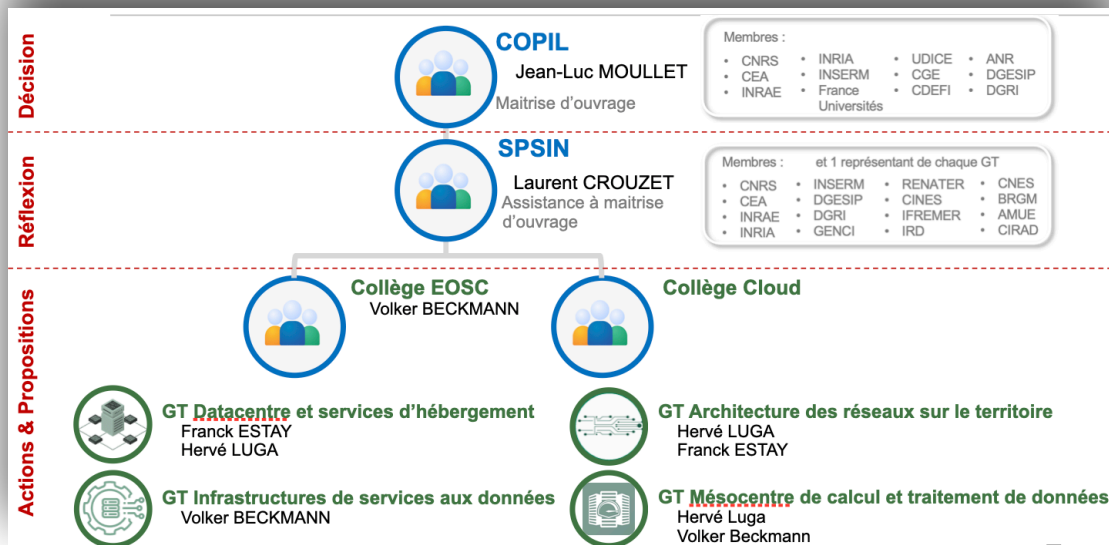 Décision
COPIL
Jean-Luc MOULLET
Maitrise d'ouvrage
Membres :
• CNRS
• CEA
• INRAE
• INRIA
• INSERM
• France
Universités
• UDICE
• CGE
• CDEFI
• ANR
• DGESIP
• DGRI
Réflexion
SPSIN
Laurent CROUZET
Assistance à maitrise
d'ouvrage
Membres : et 1 représentant de chaque GT
• CNRS
• CEA
• INRAE
• INRIA
• INSERM
• DGESIP
• DGRI
• GENCI
• RENATER
• CINES
• IFREMER
• IRD
• CNES
• BRGM
• AMUE
• CIRAD
Actions & Propositions
Collège EOSC
Volker BECKMANN
Collège Cloud
GT Datacentre et services d'hébergement
Franck ESTAY
Hervé LUGA
GT Architecture des réseaux sur le territoire
Hervé LUGA
Franck ESTAY
GT Infrastructures de services aux données
Volker BECKMANN
GT Mésocentre de calcul et traitement de données
Hervé Luga
Volker Beckmann